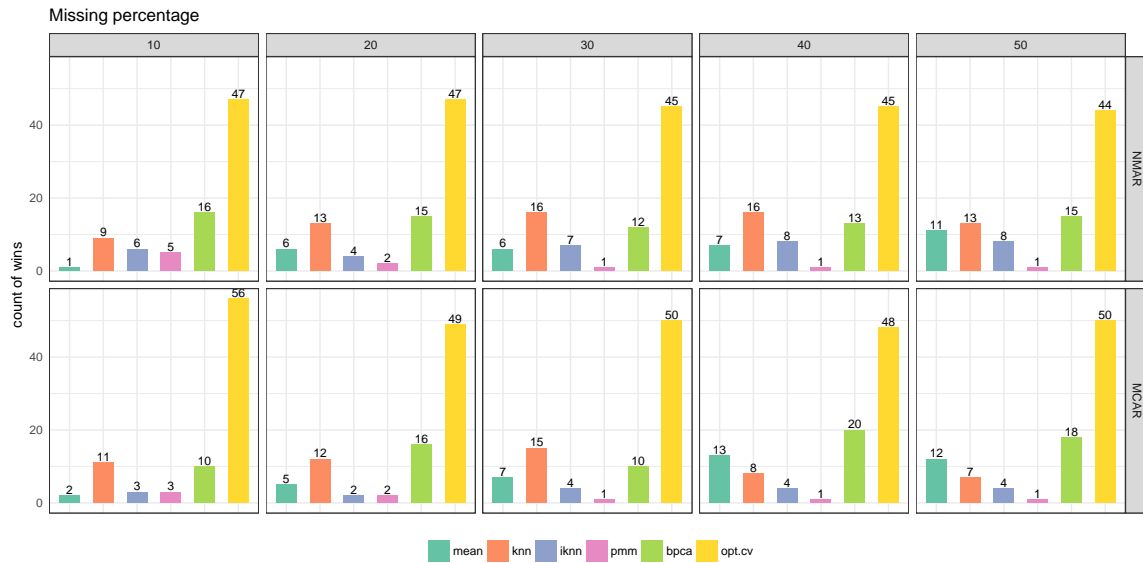 Missing percentage
10 20 30 40 50
47 47 45 45 44
40
20
0
1 9 6 5 16
6 13 4 2 15
6 16 7 1 12
7 16 8 1 13
11 13 8 1 15
NMAR
count of wins
56 49 50 48 50
40
20
0
2 11 3 3 10
5 12 2 2 16
7 15 4 1 10
13 8 4 1 20
12 7 4 1 18
MCAR
mean knn iknn pmm bpca opt.cv